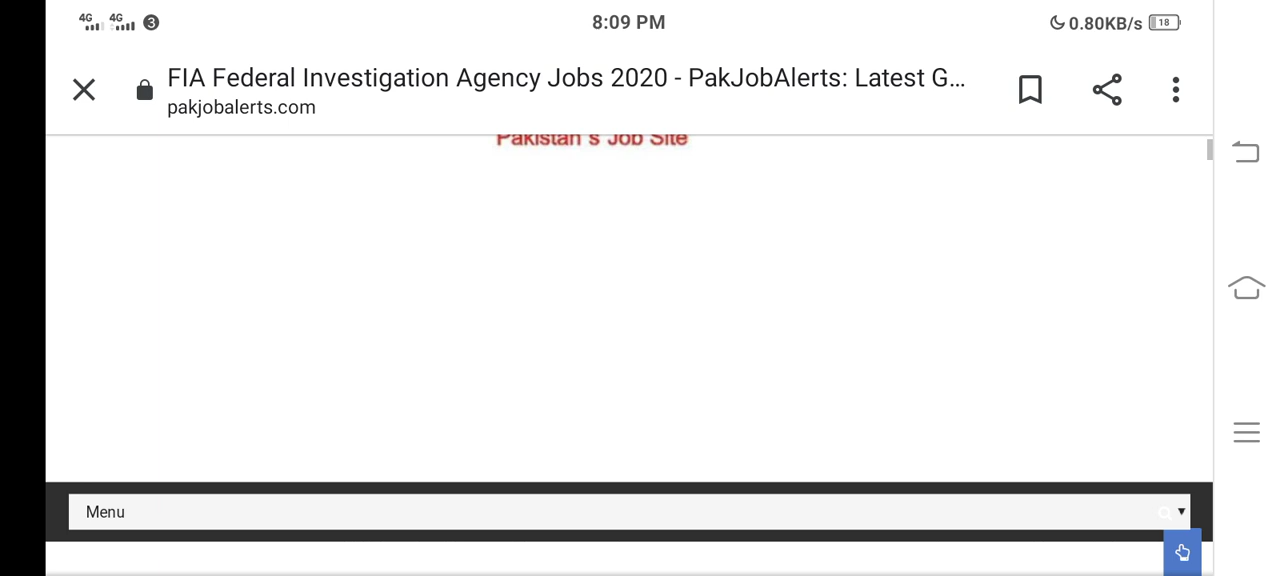 4G 4G 3 8:09 PM 0.80KB/s 18
FIA Federal Investigation Agency Jobs 2020 - PakJobAlerts: Latest G...
pakjobalerts.com
Pakistan's Job Site
Menu